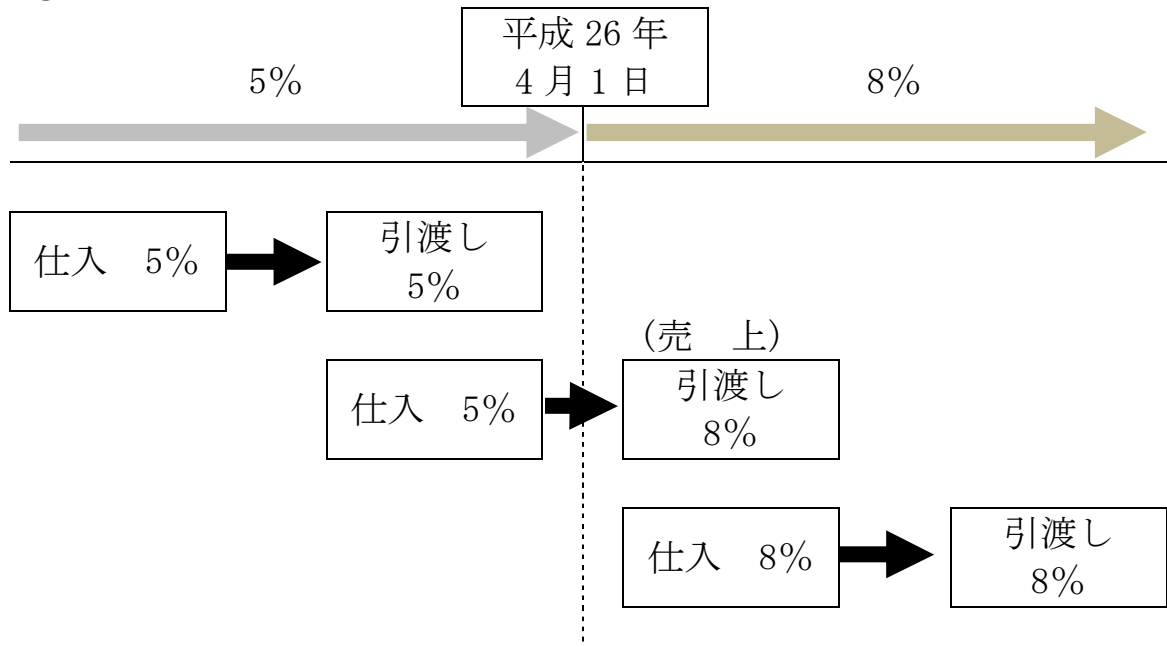 平成 26 年
4 月 1 日
5%
8%
仕入　5%
引渡し
5%
(売　上)
仕入　5%
引渡し
8%
仕入　8%
引渡し
8%